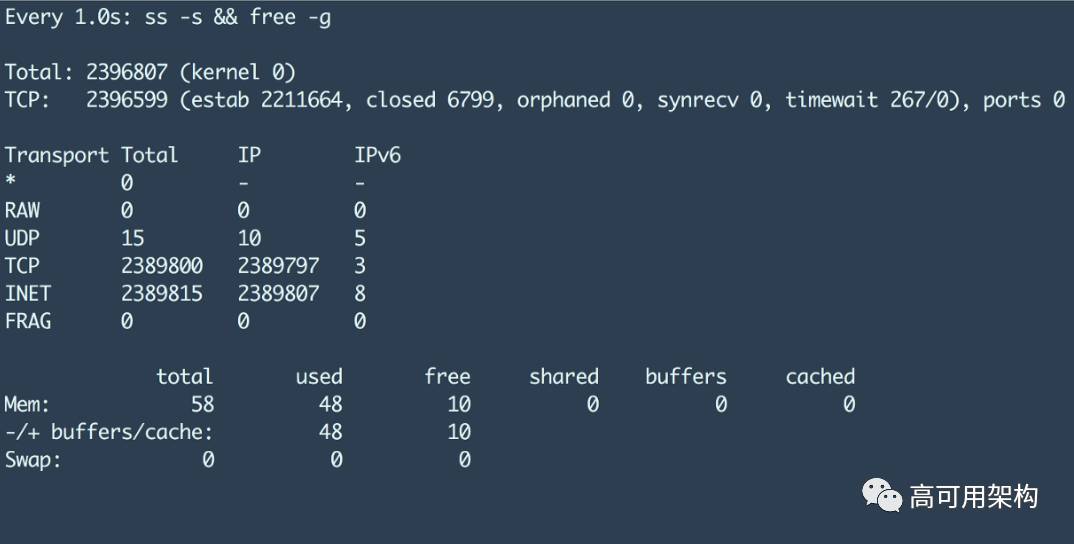 Every 1.0s: ss -s && free -g
Total: 2396807 (kernel 0)
TCP: 2396599 (estab 2211664, closed 6799, orphaned 0, synrecv 0, timewait 267/0), ports 0
Transport Total IP IPv6
* 0 - -
RAW 0 0 0
UDP 15 10 5
TCP 2389800 2389797 3
INET 2389815 2389807 8
FRAG 0 0 0
total used free shared buffers cached
Mem: 58 48 10 0 0 0
-/+ buffers/cache: 48 10
Swap: 0 0 0
高可用架构